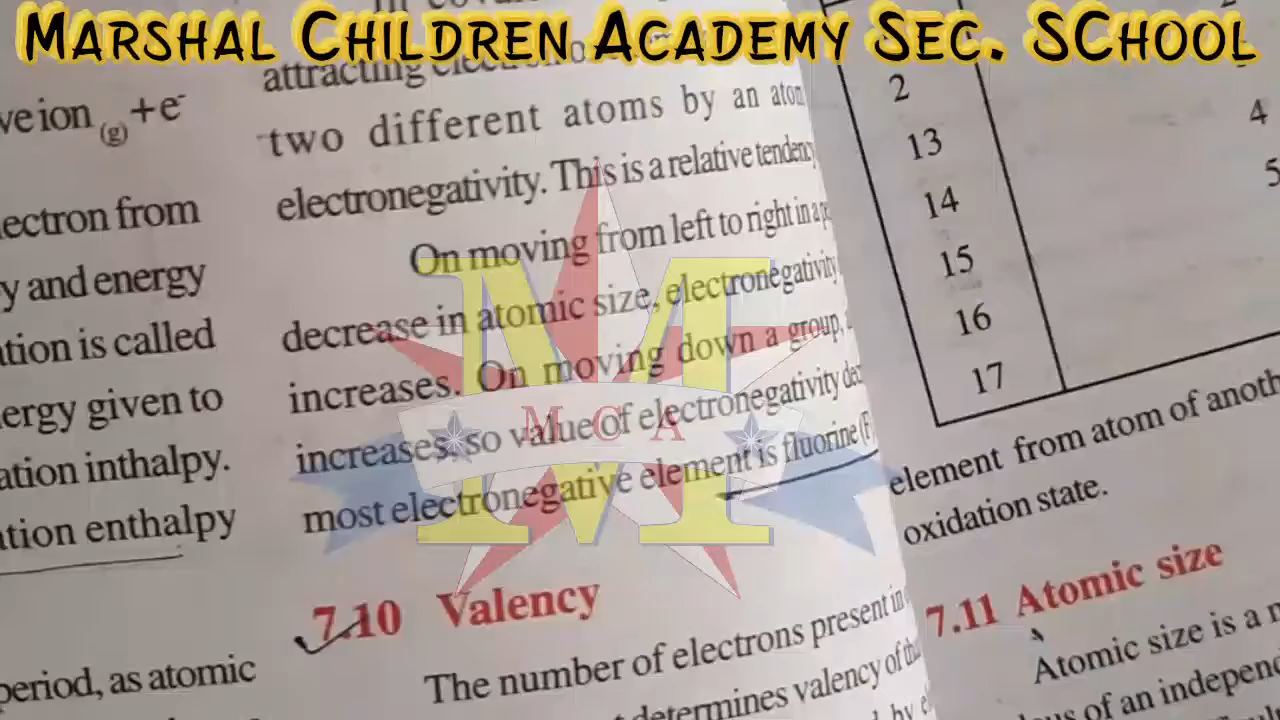 MARSHAL CHILDREN ACADEMY SEC. SCHOOL
ve ion (g) +e-
lectron from
y and energy
ation is called
ergy given to
ation inthalpy.
ation enthalpy
period, as atomic
attracting
two different atoms by an atom
electronegativity. This is a relative tendency
On moving from left to right in a
decrease in atomic size, electronegativity
increases. On moving down a group,
increases, so value of electronegativity
most electronegative element is fluorine (F
7.10 Valency
The number of electrons present in
determines valency of
by
2
13
14
15
16
17
4
5
element from atom of anoth
oxidation state.
7.11 Atomic size
Atomic size is a
of an independ
M C A